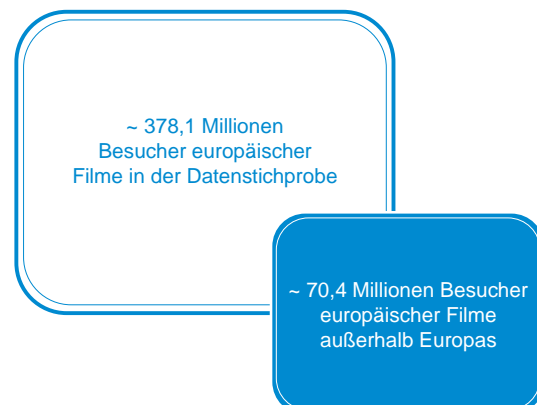 ~ 378,1 Millionen
Besucher europäischer
Filme in der Datenstichprobe
~ 70,4 Millionen Besucher
europäischer Filme
außerhalb Europas